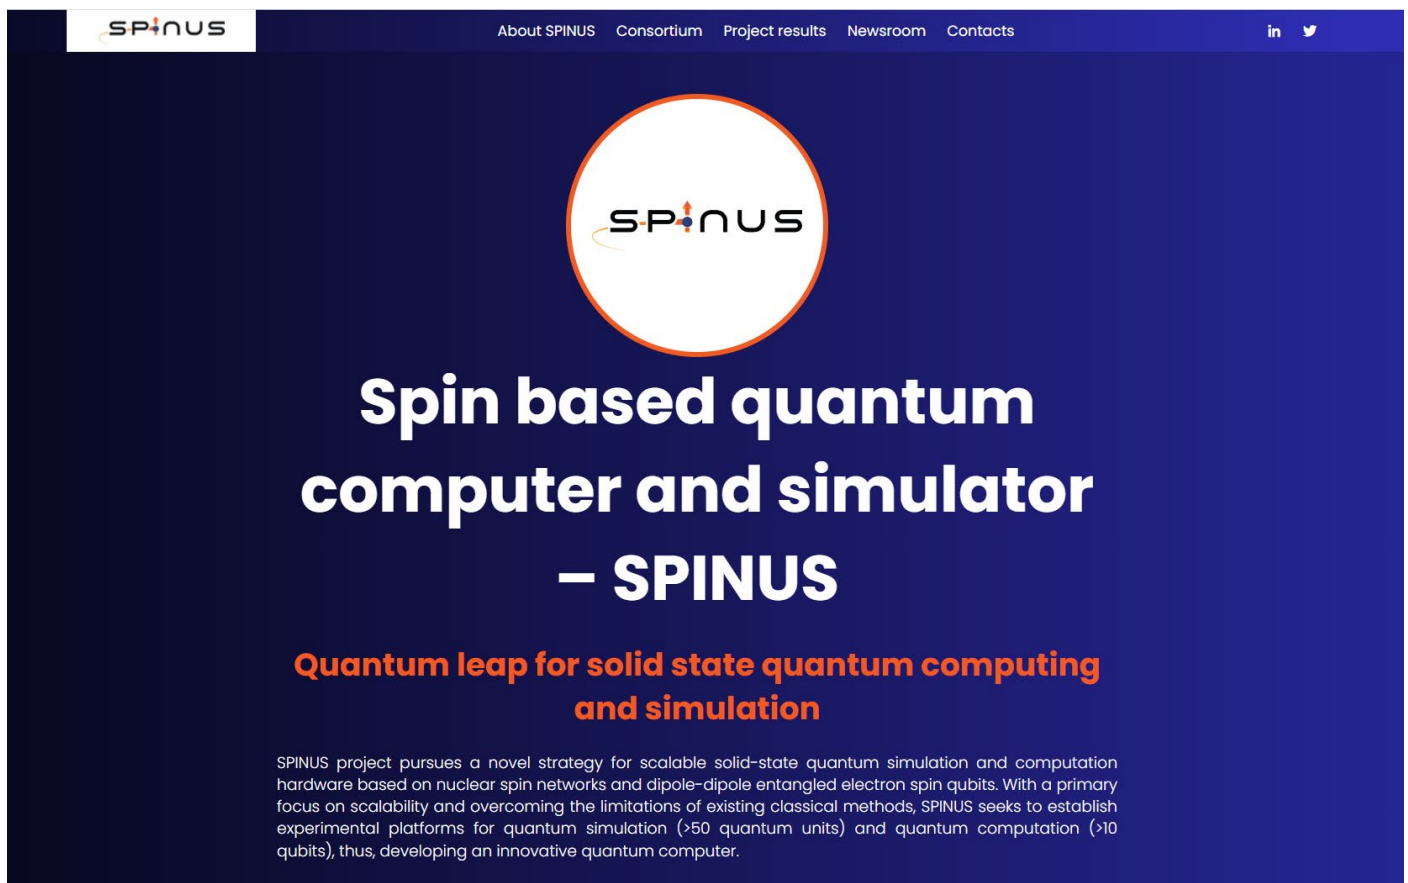 SPINUS
About SPINUS Consortium Project results Newsroom Contacts
SPINUS
Spin based quantum
computer and simulator
– SPINUS
Quantum leap for solid state quantum computing
and simulation
SPINUS project pursues a novel strategy for scalable solid-state quantum simulation and computation
hardware based on nuclear spin networks and dipole-dipole entangled electron spin qubits. With a primary
focus on scalability and overcoming the limitations of existing classical methods, SPINUS seeks to establish
experimental platforms for quantum simulation (>50 quantum units) and quantum computation (>10
qubits), thus, developing an innovative quantum computer.